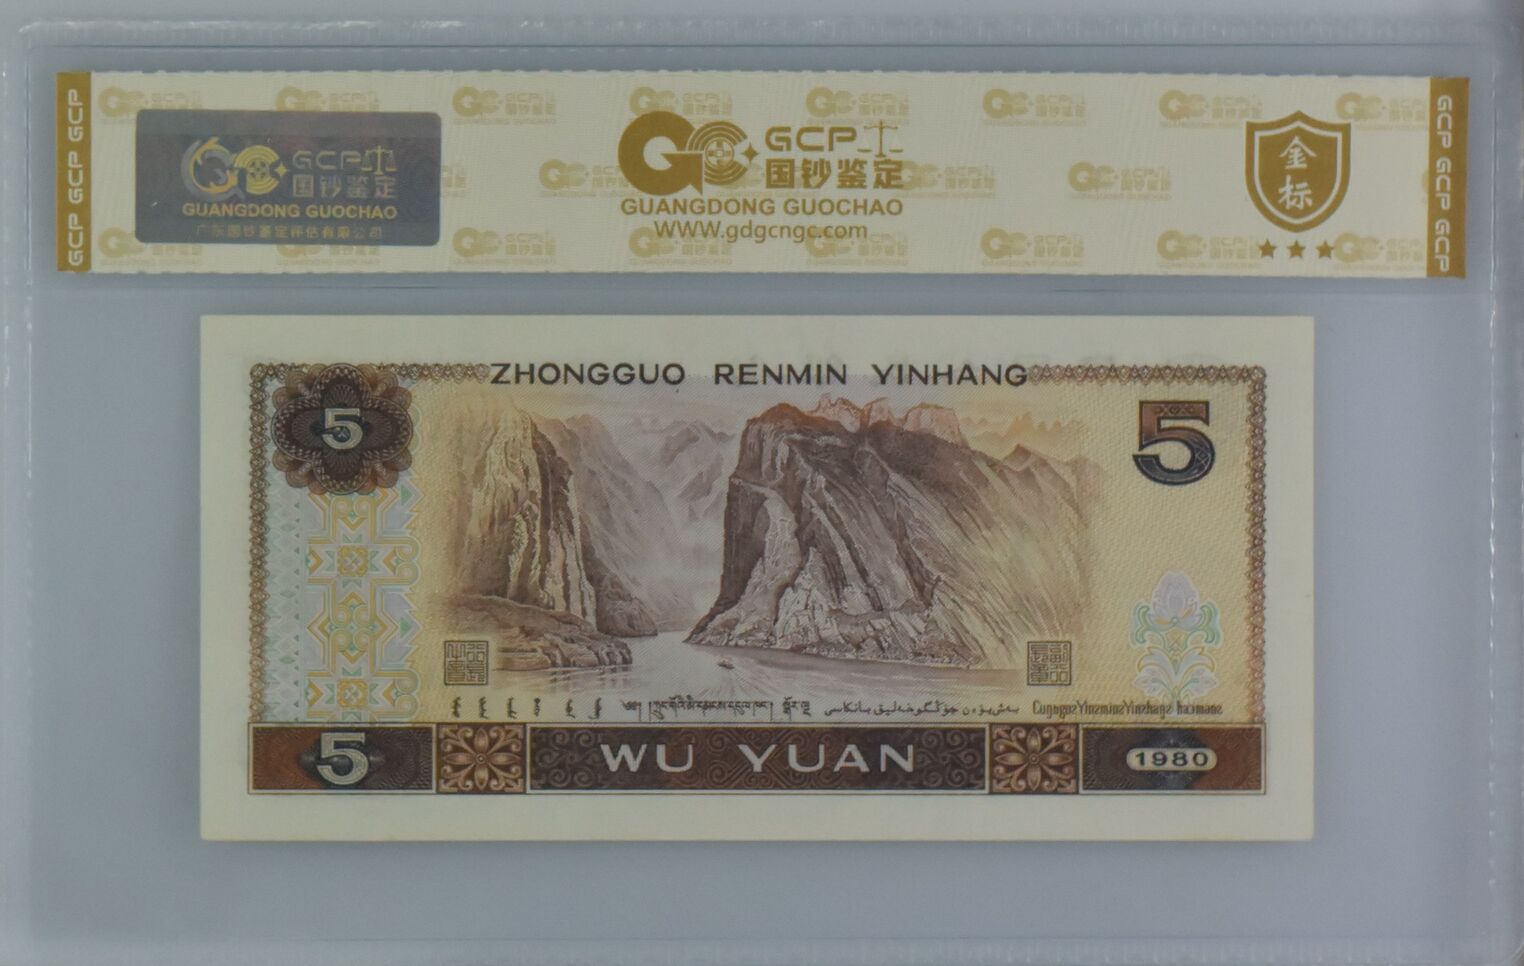 GCP GCP GCP
GCP
国钞鉴定
GUANGDONG GUOCHAO
广东国钞鉴定评估有限公司
GCP
国钞鉴定
GUANGDONG GUOCHAO
WWW.gdgcngc.com
金标
GCP GCP GCP
ZHONGGUO RENMIN YINHANG
5
5
5
WU YUAN
1980